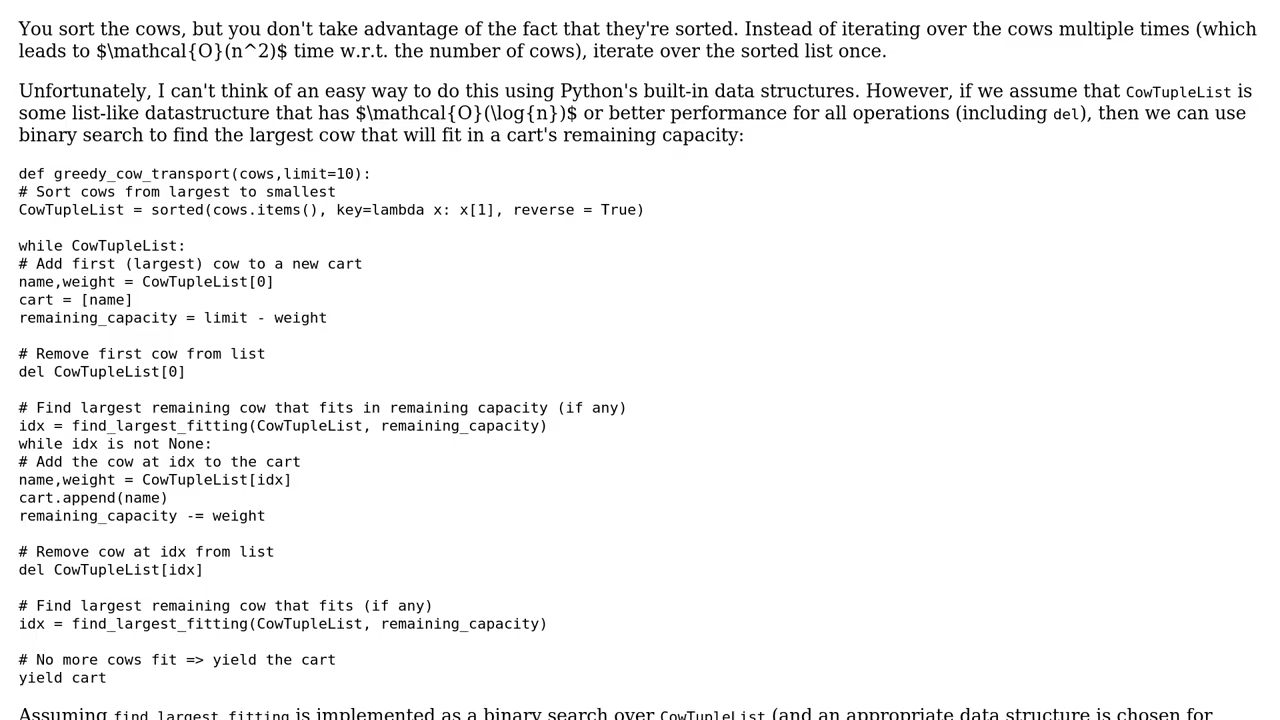 You sort the cows, but you don't take advantage of the fact that they're sorted. Instead of iterating over the cows multiple times (which
leads to $\mathcal{O}(n^2)$ time w.r.t. the number of cows), iterate over the sorted list once.
Unfortunately, I can't think of an easy way to do this using Python's built-in data structures. However, if we assume that CowTupleList is
some list-like datastructure that has $\mathcal{O}(\log{n})$ or better performance for all operations (including del), then we can use
binary search to find the largest cow that will fit in a cart's remaining capacity:
def greedy_cow_transport(cows,limit=10):
# Sort cows from largest to smallest
CowTupleList = sorted(cows.items(), key=lambda x: x[1], reverse = True)
while CowTupleList:
# Add first (largest) cow to a new cart
name,weight = CowTupleList[0]
cart = [name]
remaining_capacity = limit - weight
# Remove first cow from list
del CowTupleList[0]
# Find largest remaining cow that fits in remaining capacity (if any)
idx = find_largest_fitting(CowTupleList, remaining_capacity)
while idx is not None:
# Add the cow at idx to the cart
name,weight = CowTupleList[idx]
cart.append(name)
remaining_capacity -= weight
# Remove cow at idx from list
del CowTupleList[idx]
# Find largest remaining cow that fits (if any)
idx = find_largest_fitting(CowTupleList, remaining_capacity)
# No more cows fit => yield the cart
yield cart
Assuming find_largest_fitting is implemented as a binary search over CowTupleList (and an appropriate data structure is chosen for